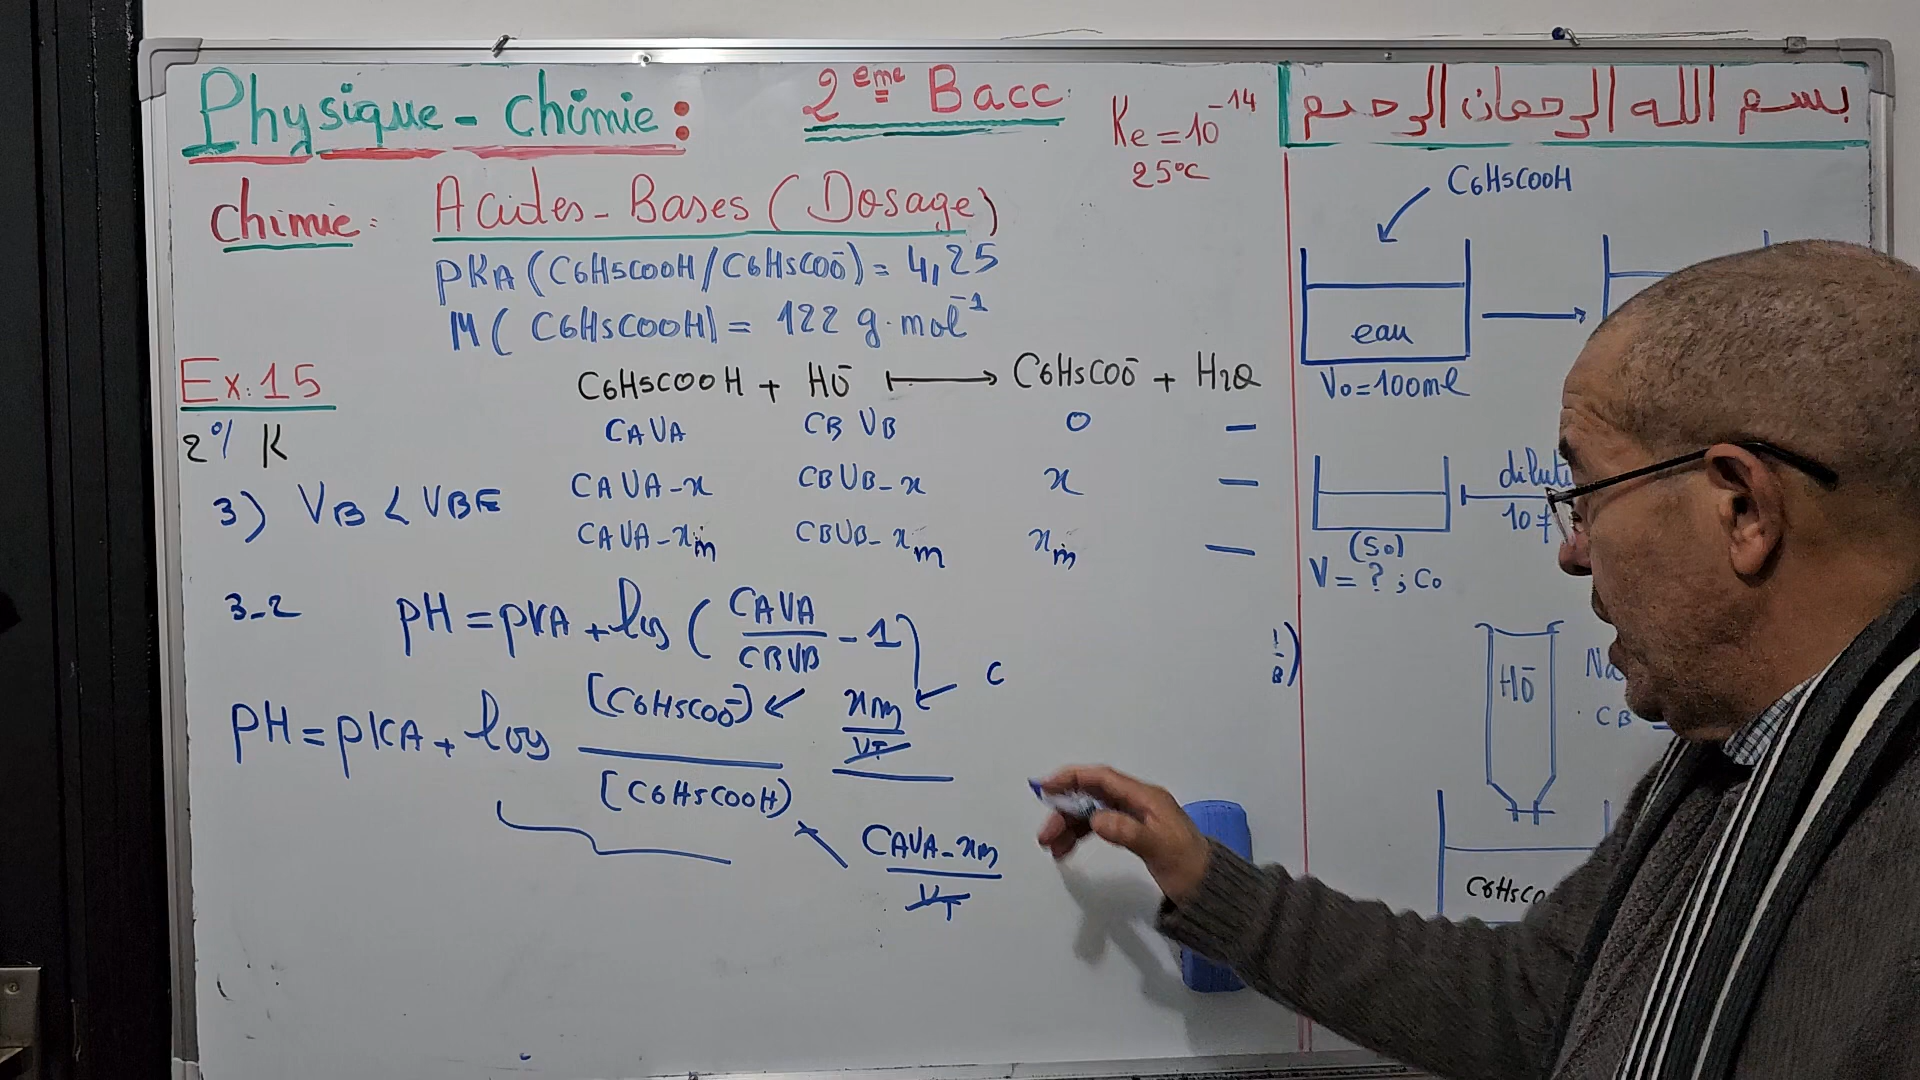 Physique - chimie :
2ème Bacc
Ke = 10⁻¹⁴
25°C
chimie :
Acides - Bases (Dosage)
pKA (C6H5COOH / C6H5COO⁻) = 4,25
M ( C6H5COOH) = 122 g·mol⁻¹
Ex: 15
C6H5COOH + HO⁻ ⟼ C6H5COO⁻ + H2O
2°/ K
CAVA CBVB 0 –
3) VB < VBE
CAVA-x CBVB-x x –
CAVA-xm CBVB-xm xm –
3-2 pH = pKA + log ( CAVA/CBVB - 1 )
pH = pKA + log [C6H5COO⁻) / [C6H5COOH)
xm/VT
C
CAVA-xm/VT
بسم الله الرحمان الرحيم
C6H5COOH
eau
V0 = 100ml
dilut
10 f
(S0)
V = ? ; C0
HO⁻
Na
CB =
C6H5CO